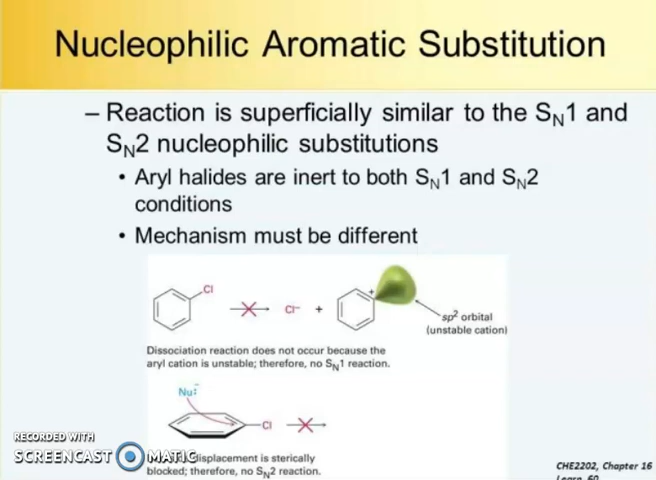 Nucleophilic Aromatic Substitution
– Reaction is superficially similar to the SN1 and
SN2 nucleophilic substitutions
• Aryl halides are inert to both SN1 and SN2
conditions
• Mechanism must be different
Cl
Cl⁻ +
+
sp² orbital
(unstable cation)
Dissociation reaction does not occur because the
aryl cation is unstable; therefore, no SN1 reaction.
Nu:⁻
Cl
RECORDED WITH
SCREENCAST MATIC
displacement is sterically
blocked; therefore, no SN2 reaction.
CHE2202, Chapter 16
Learn, 60